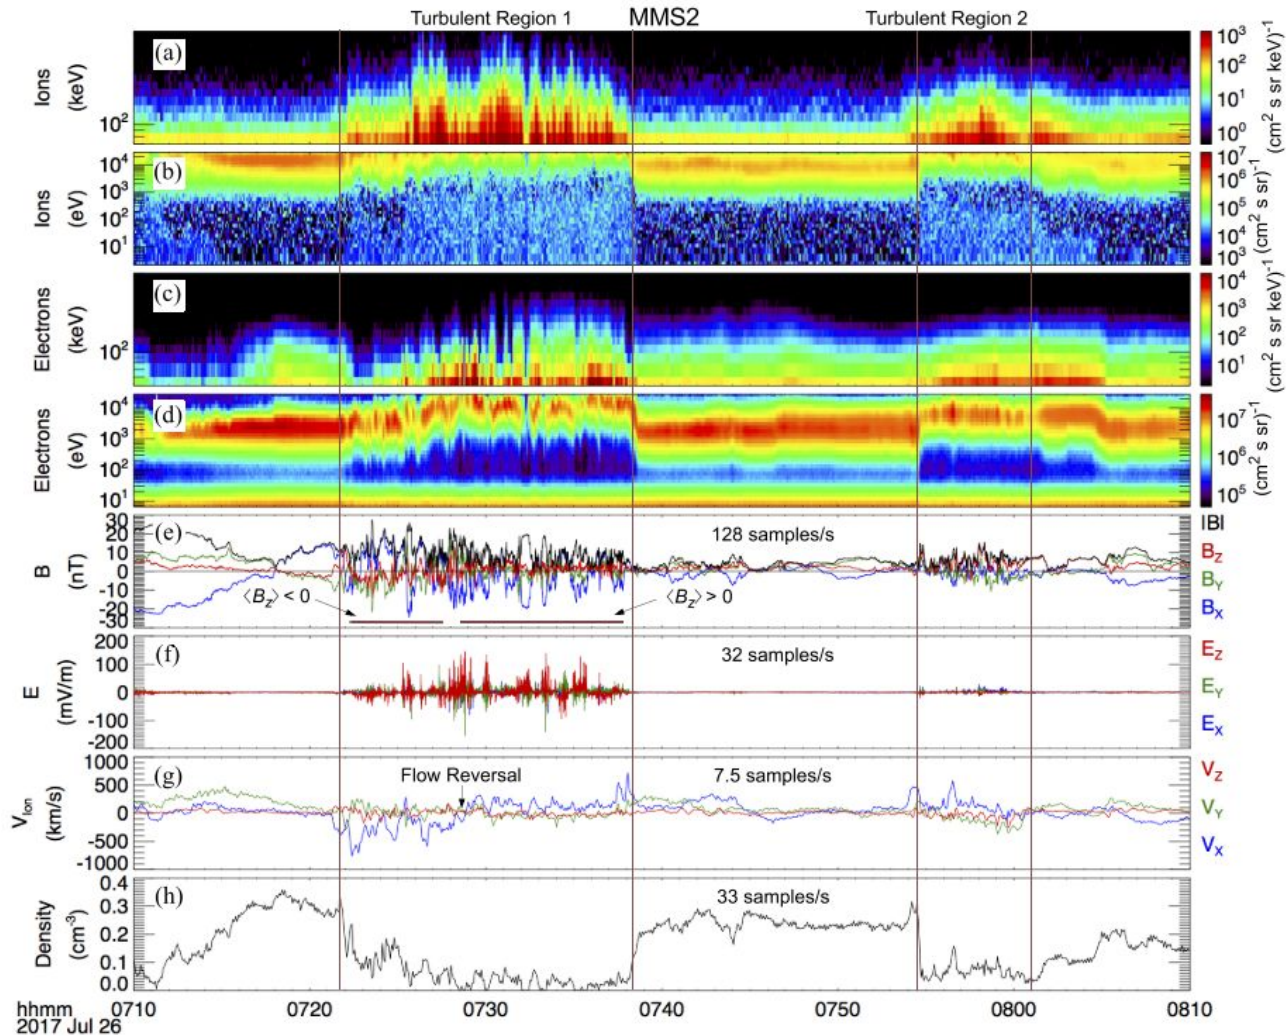 Turbulent Region 1 MMS2 Turbulent Region 2
(a)
Ions
(keV)
10²
10³
10²
10¹
10⁰
(cm² s sr keV)⁻¹
(b)
Ions
(eV)
10⁴
10³
10²
10¹
10⁷
10⁶
10⁵
10⁴
10³
(cm² s sr)⁻¹
(c)
Electrons
(keV)
10²
10⁴
10³
10²
10¹
(cm² s sr keV)⁻¹
(d)
Electrons
(eV)
10⁴
10³
10²
10¹
10⁷
10⁶
10⁵
(cm² s sr)⁻¹
(e) 128 samples/s
B
(nT)
30
20
10
0
-10
-20
-30
⟨B_z⟩ < 0
⟨B_z⟩ > 0
|B|
B_Z
B_Y
B_X
(f) 32 samples/s
E
(mV/m)
200
100
0
-100
-200
E_Z
E_Y
E_X
(g) Flow Reversal 7.5 samples/s
V_Ion
(km/s)
1000
500
0
-500
-1000
V_Z
V_Y
V_X
(h) 33 samples/s
Density
(cm⁻³)
0.4
0.3
0.2
0.1
0.0
hhmm 0710 0720 0730 0740 0750 0800 0810
2017 Jul 26